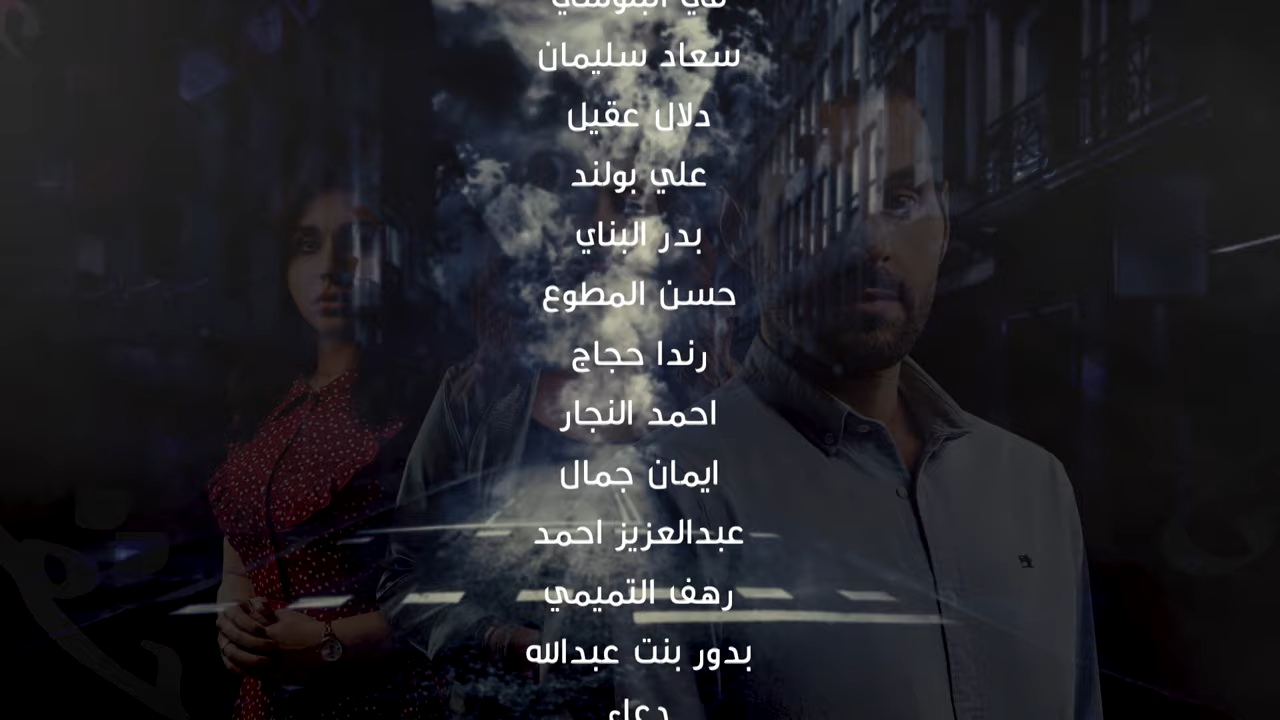 سعاد سليمان
دلال عقيل
علي بولند
بدر البناي
حسن المطوع
رندا حجاج
احمد النجار
ايمان جمال
عبدالعزيز احمد
رهف التميمي
بدور بنت عبدالله
دعاء